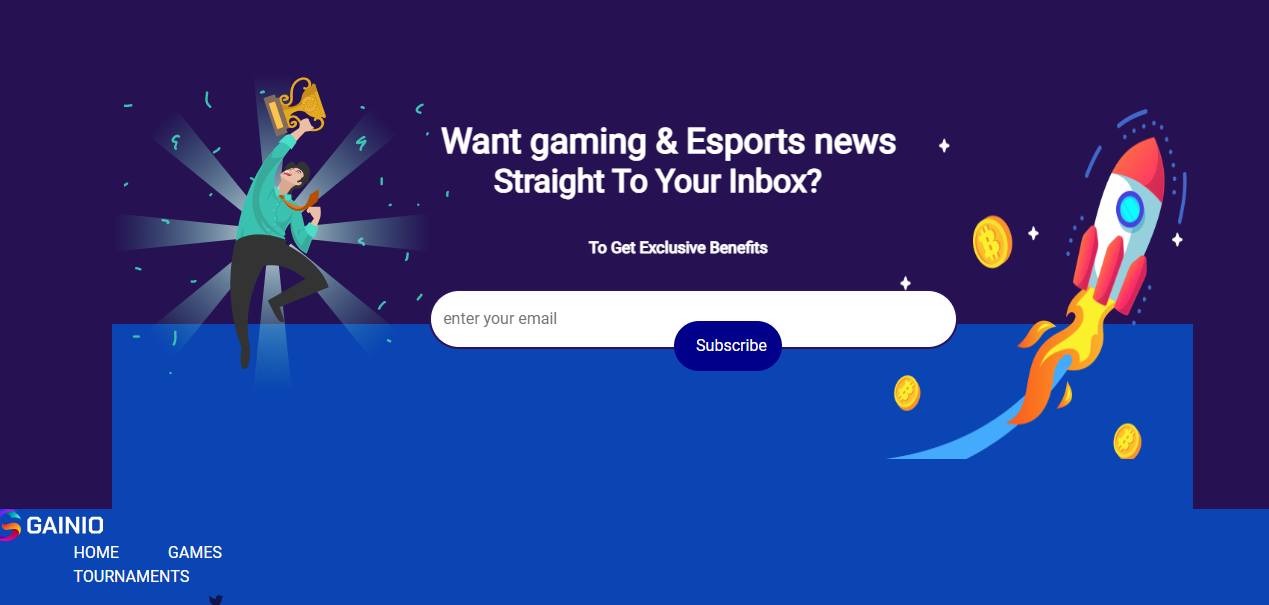 Want gaming & Esports news
Straight To Your Inbox?
To Get Exclusive Benefits
enter your email
Subscribe
GAINIO
HOME GAMES
TOURNAMENTS